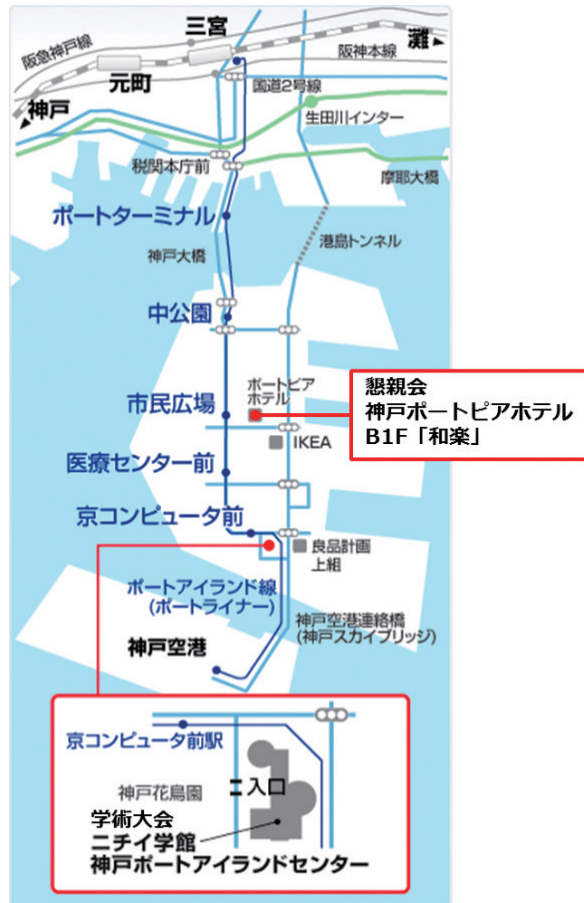 三宮
灘
阪急神戸線
元町
阪神本線
神戸
国道2号線
生田川インター
税関本庁前
摩耶大橋
ポートターミナル
神戸大橋
港島トンネル
中公園
ポートピア
ホテル
懇親会
神戸ポートピアホテル
B1F「和楽」
市民広場
IKEA
医療センター前
京コンピュータ前
良品計画
上組
ポートアイランド線
(ポートライナー)
神戸空港連絡橋
(神戸スカイブリッジ)
神戸空港
京コンピュータ前駅
神戸花鳥園
入口
学術大会
ニチイ学館
神戸ポートアイランドセンター